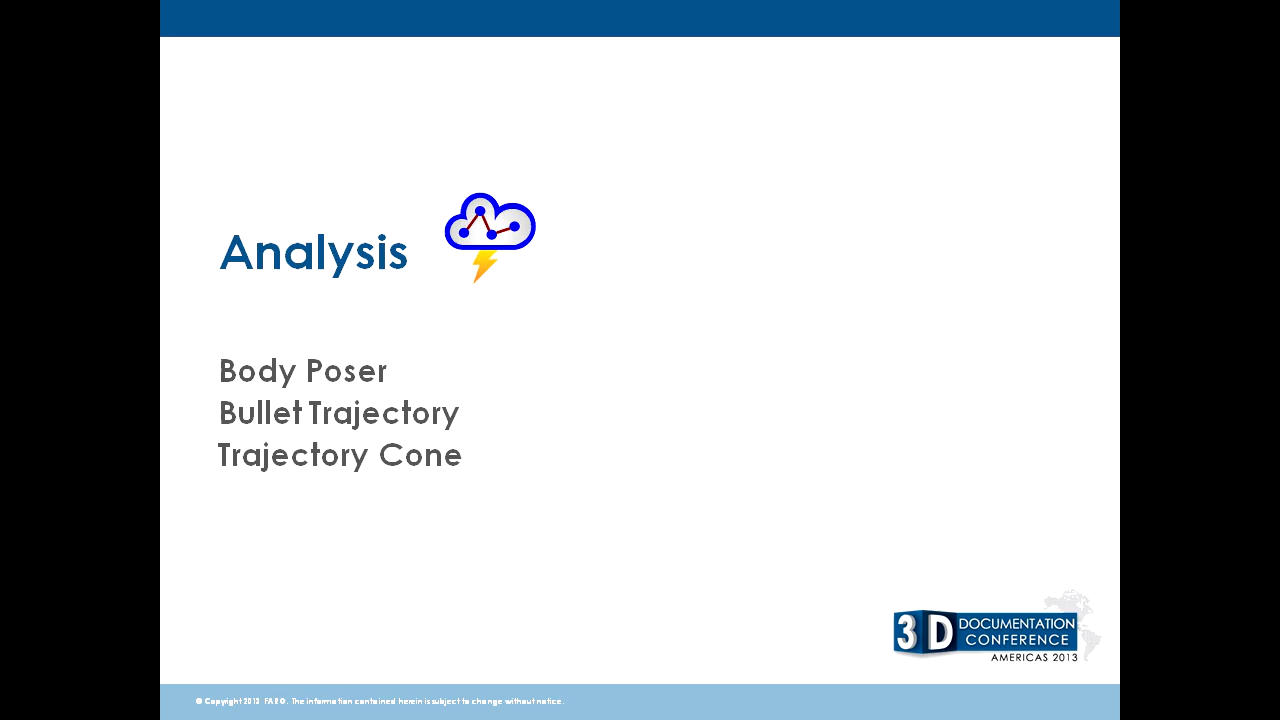 Analysis
Body Poser
Bullet Trajectory
Trajectory Cone
3D DOCUMENTATION
CONFERENCE
AMERICAS 2013
© Copyright 2013 FARO. The information contained herein is subject to change without notice.